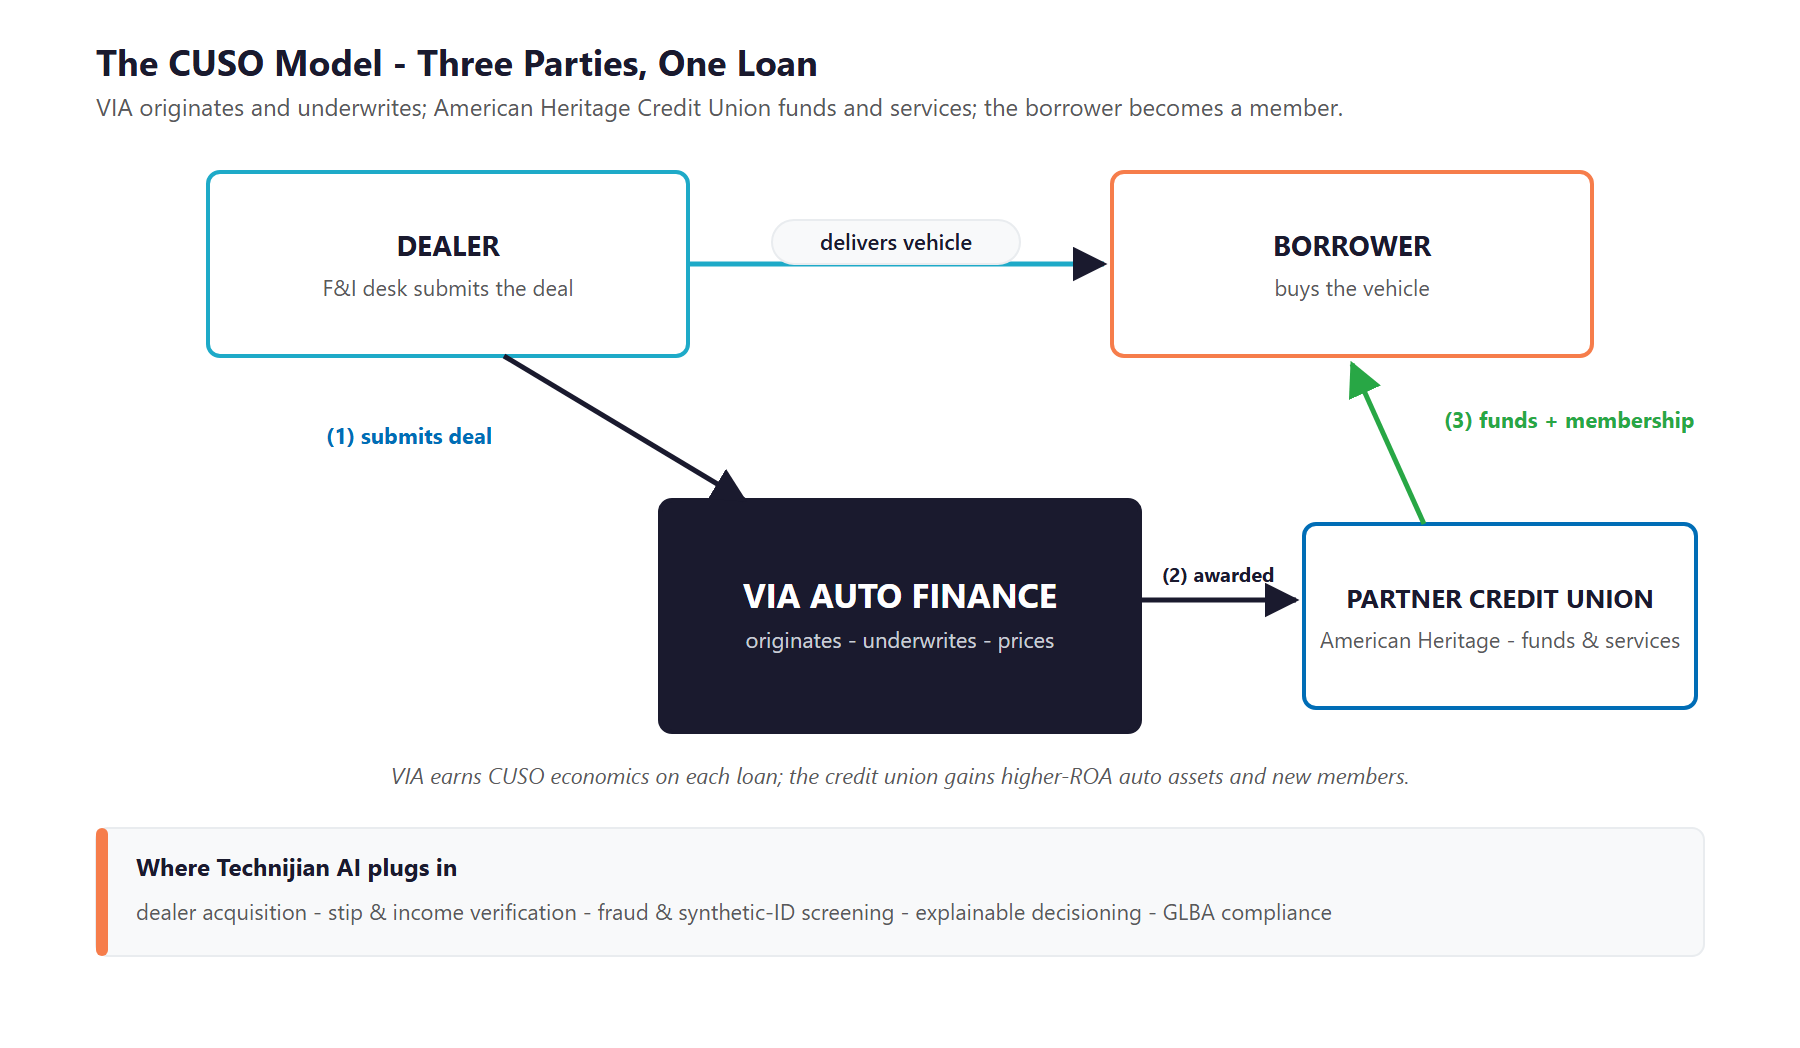 The CUSO Model - Three Parties, One Loan
VIA originates and underwrites; American Heritage Credit Union funds and services; the borrower becomes a member.
DEALER
F&I desk submits the deal
delivers vehicle
BORROWER
buys the vehicle
(1) submits deal
(3) funds + membership
VIA AUTO FINANCE
originates - underwrites - prices
(2) awarded
PARTNER CREDIT UNION
American Heritage - funds & services
VIA earns CUSO economics on each loan; the credit union gains higher-ROA auto assets and new members.
Where Technijian AI plugs in
dealer acquisition - stip & income verification - fraud & synthetic-ID screening - explainable decisioning - GLBA compliance